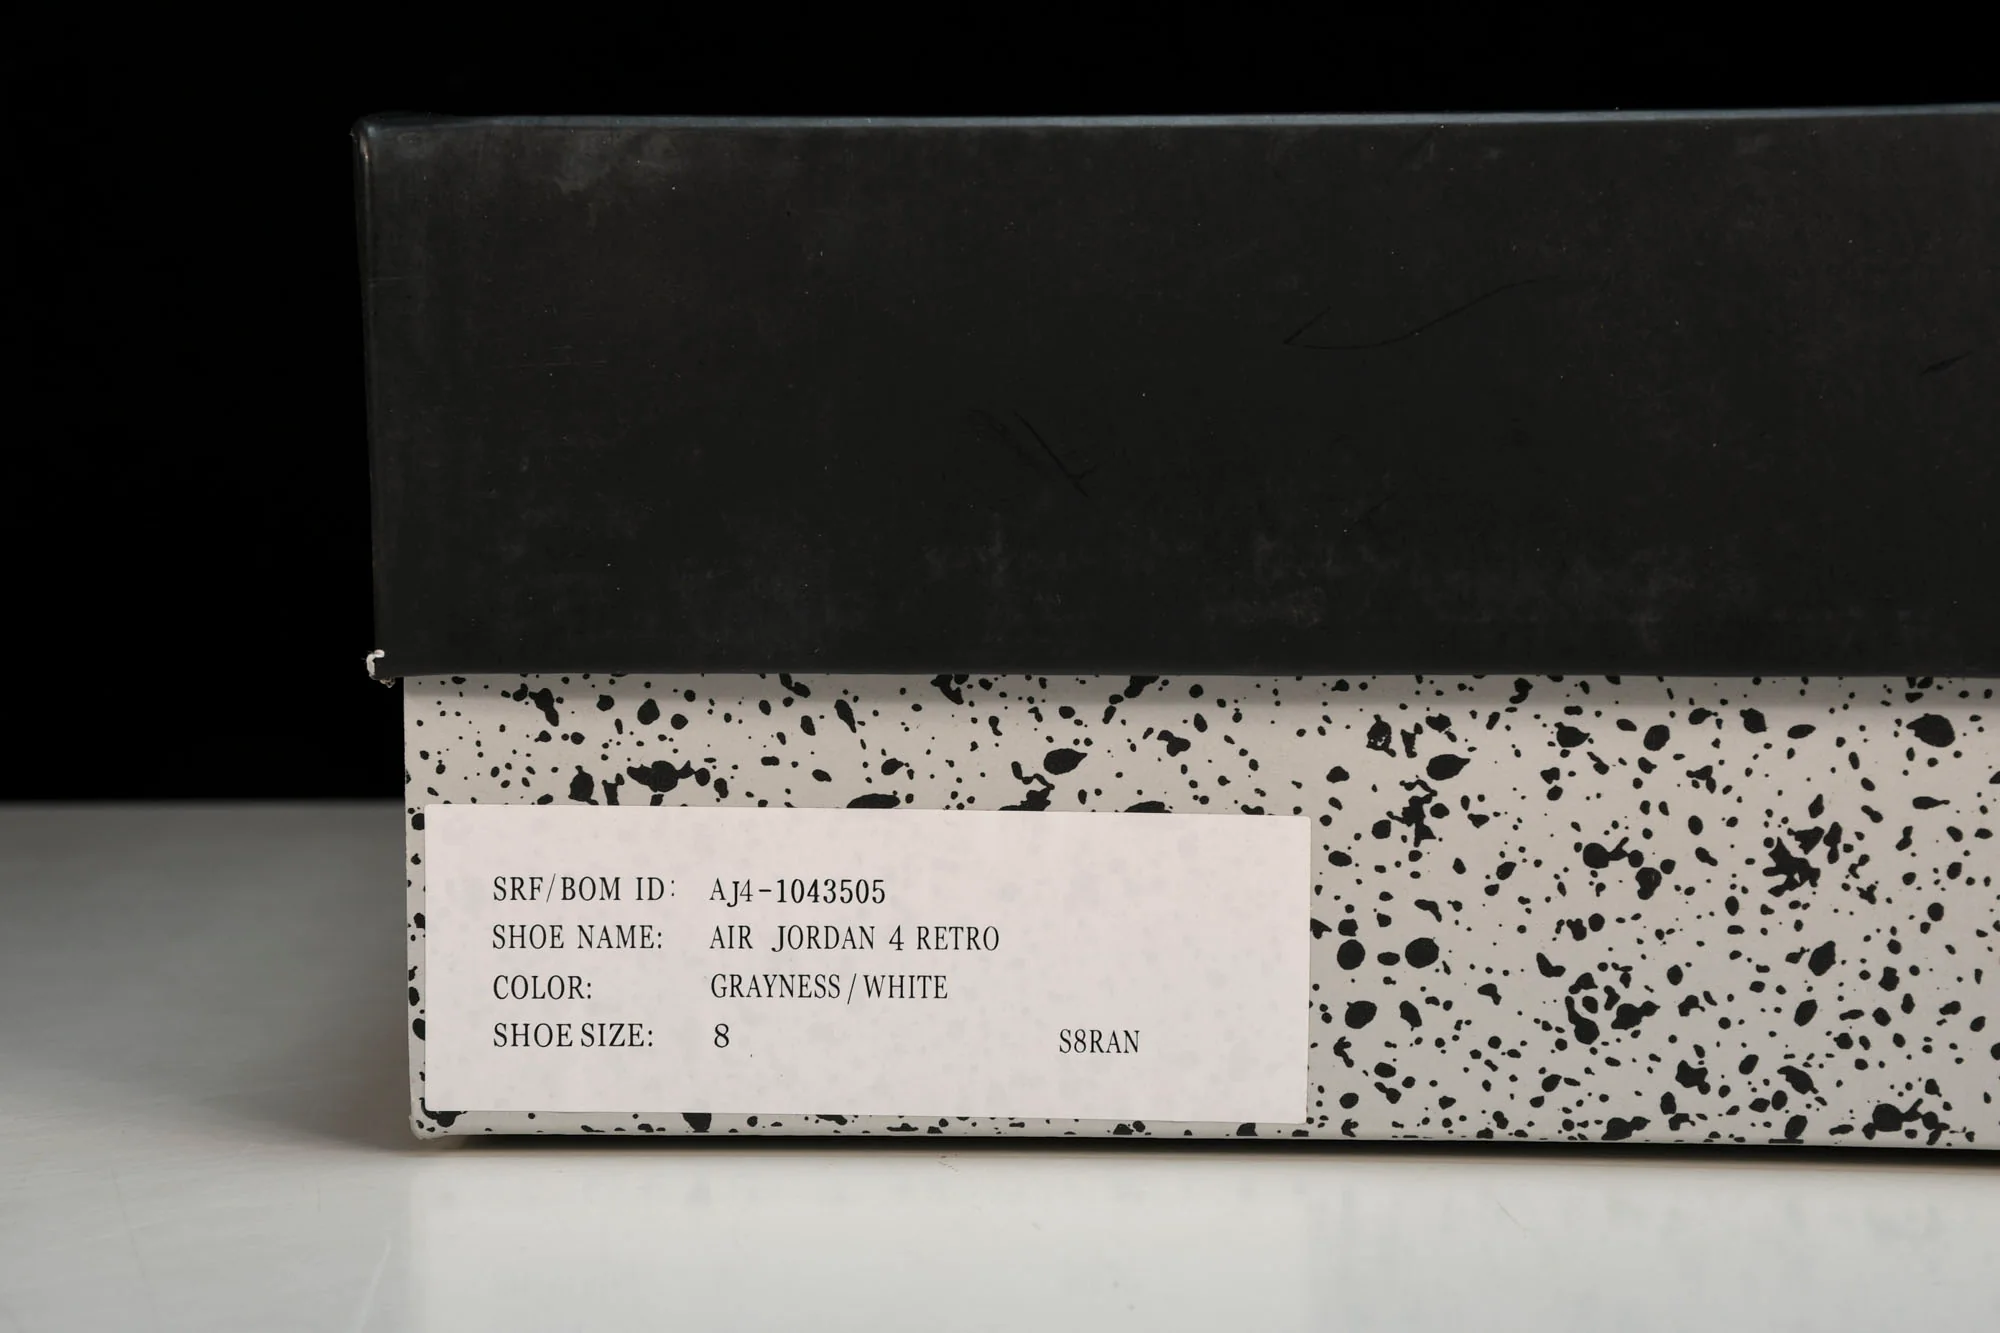 SRF/BOM ID: AJ4-1043505
SHOE NAME: AIR JORDAN 4 RETRO
COLOR: GRAYNESS/WHITE
SHOE SIZE: 8 S8RAN